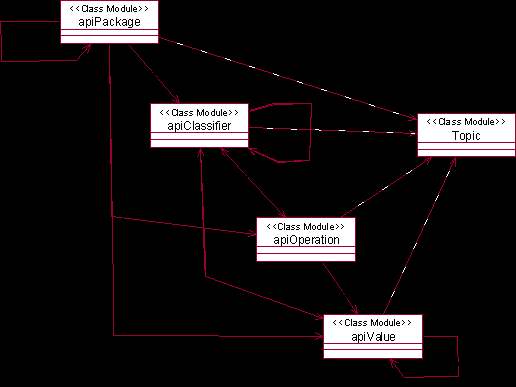 <<Class Module>>
apiPackage
<<Class Module>>
apiClassifier
<<Class Module>>
Topic
<<Class Module>>
apiOperation
<<Class Module>>
apiValue